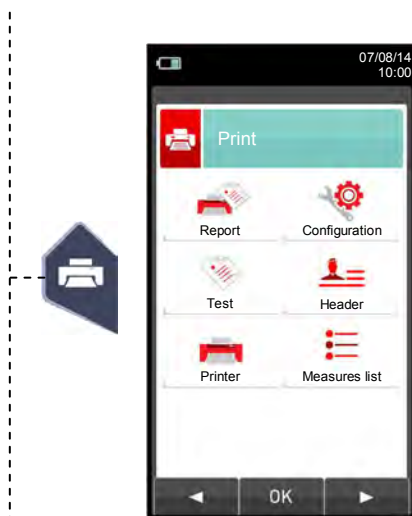 07/08/14
10:00
Print
Report
Configuration
Test
Header
Printer
Measures list
OK